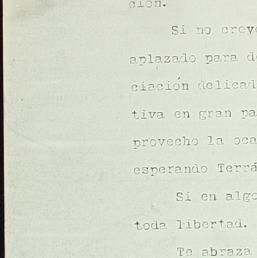 ción.
Si no creye
aplazado para d
ciación delicad
tiva en gran pa
provecho la oca
esperando Terrá
Si en algo
toda libertad.
Te abraza